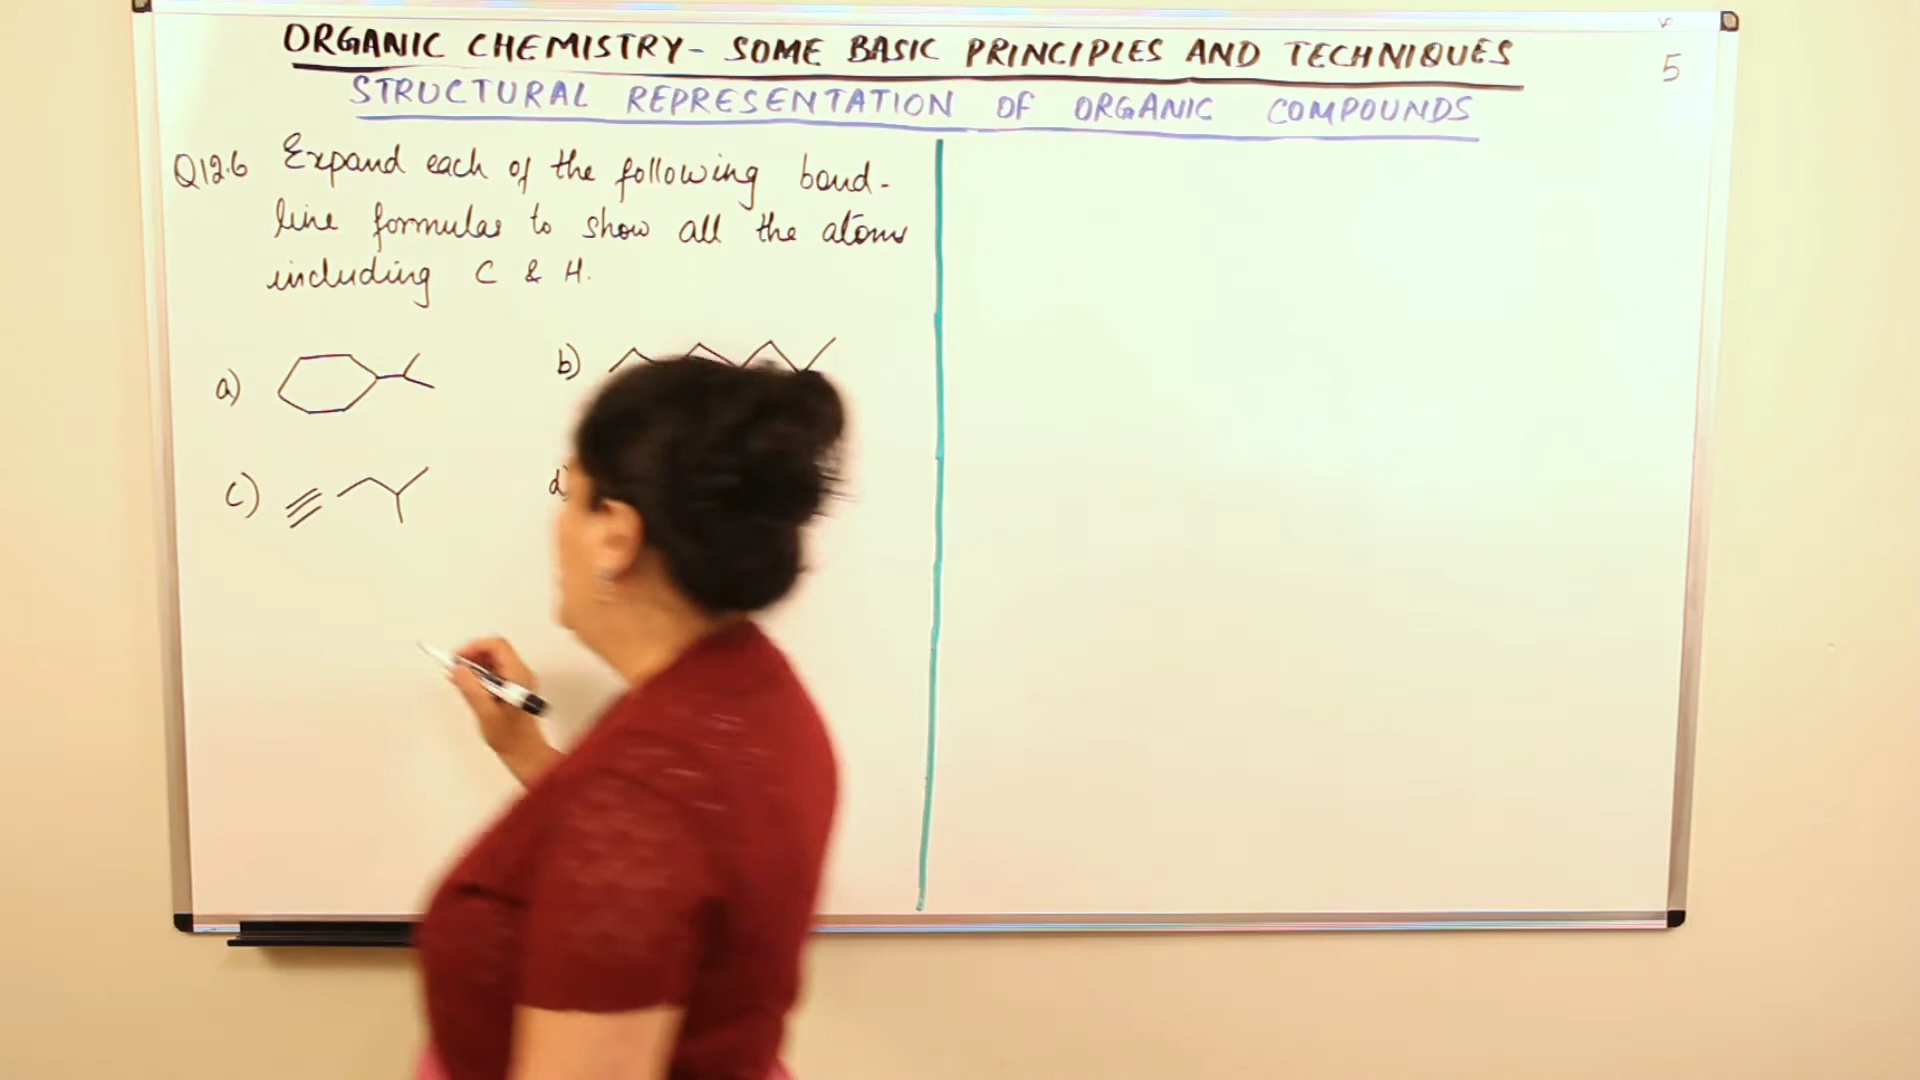 ORGANIC CHEMISTRY- SOME BASIC PRINCIPLES AND TECHNIQUES
5
STRUCTURAL REPRESENTATION OF ORGANIC COMPOUNDS
Q12.6 Expand each of the following bond-
line formulas to show all the atoms
including C & H.
a)
b)
c)
d)